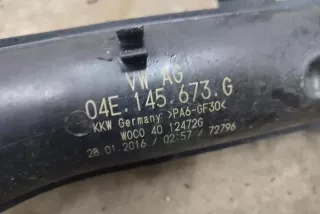 VW AG
04E.145.673.G
KKW Germany >PA6-GF30<
WOCO 40 12472G
28.01.2016 / 02:57 / 72796